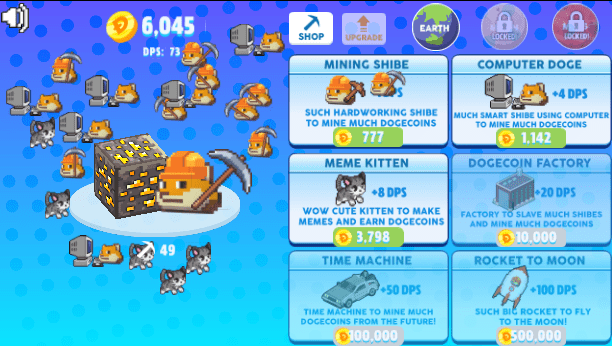 6,045
DPS: 73
SHOP
UPGRADE
EARTH
LOCKED!
LOCKED!
MINING SHIBE
SUCH HARDWORKING SHIBE
TO MINE MUCH DOGECOINS
777
COMPUTER DOGE
+4 DPS
MUCH SMART SHIBE USING COMPUTER
TO MINE MUCH DOGECOINS
1,142
MEME KITTEN
+8 DPS
WOW CUTE KITTEN TO MAKE
MEMES AND EARN DOGECOINS
3,798
DOGECOIN FACTORY
+20 DPS
FACTORY TO SLAVE MUCH SHIBES
AND MINE MUCH DOGECOINS
10,000
TIME MACHINE
+50 DPS
TIME MACHINE TO MINE MUCH
DOGECOINS FROM THE FUTURE!
100,000
ROCKET TO MOON
+100 DPS
SUCH BIG ROCKET TO FLY
TO THE MOON!
500,000
49